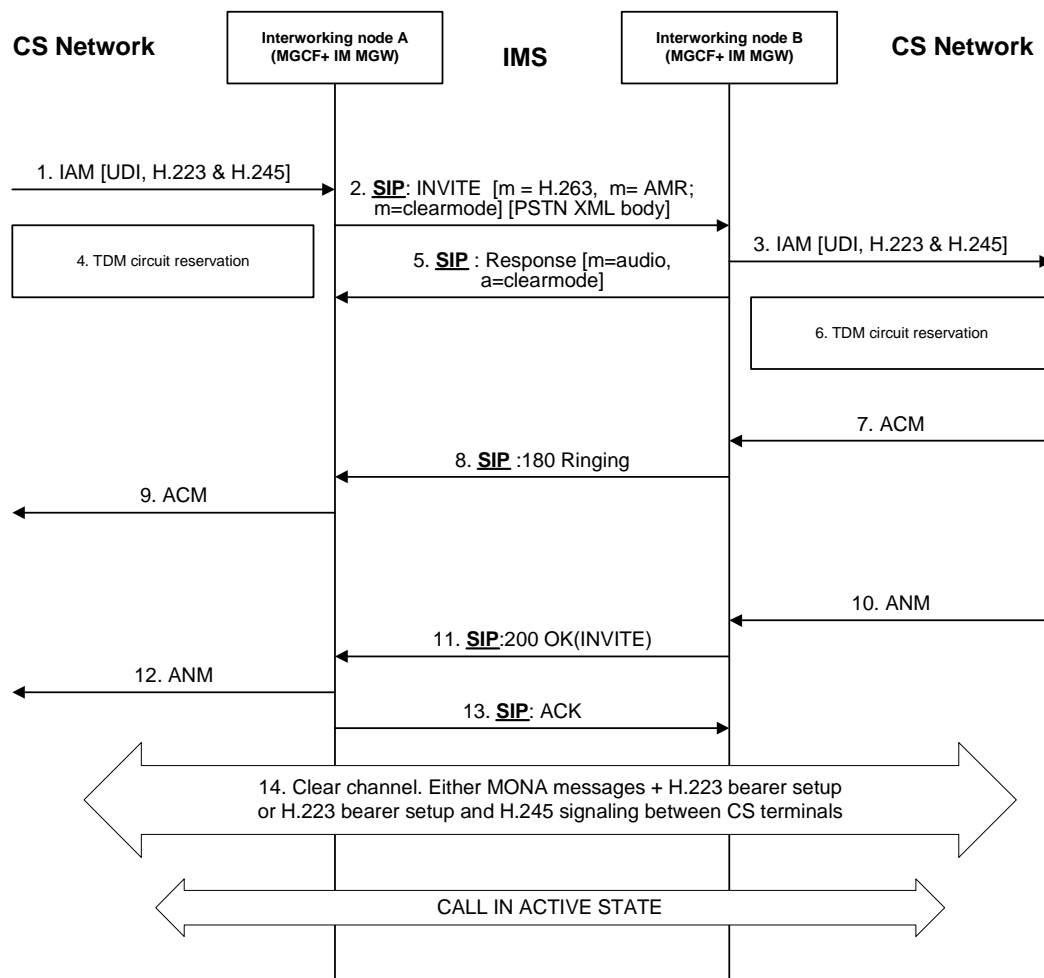 CS Network
Interworking node A
(MGCF+ IM MGW)
IMS
Interworking node B
(MGCF+ IM MGW)
CS Network
1. IAM [UDI, H.223 & H.245]
2. SIP: INVITE [m = H.263, m= AMR;
m=clearmode] [PSTN XML body]
3. IAM [UDI, H.223 & H.245]
4. TDM circuit reservation
5. SIP : Response [m=audio,
a=clearmode]
6. TDM circuit reservation
7. ACM
8. SIP :180 Ringing
9. ACM
10. ANM
11. SIP:200 OK(INVITE)
12. ANM
13. SIP: ACK
14. Clear channel. Either MONA messages + H.223 bearer setup
or H.223 bearer setup and H.245 signaling between CS terminals
CALL IN ACTIVE STATE